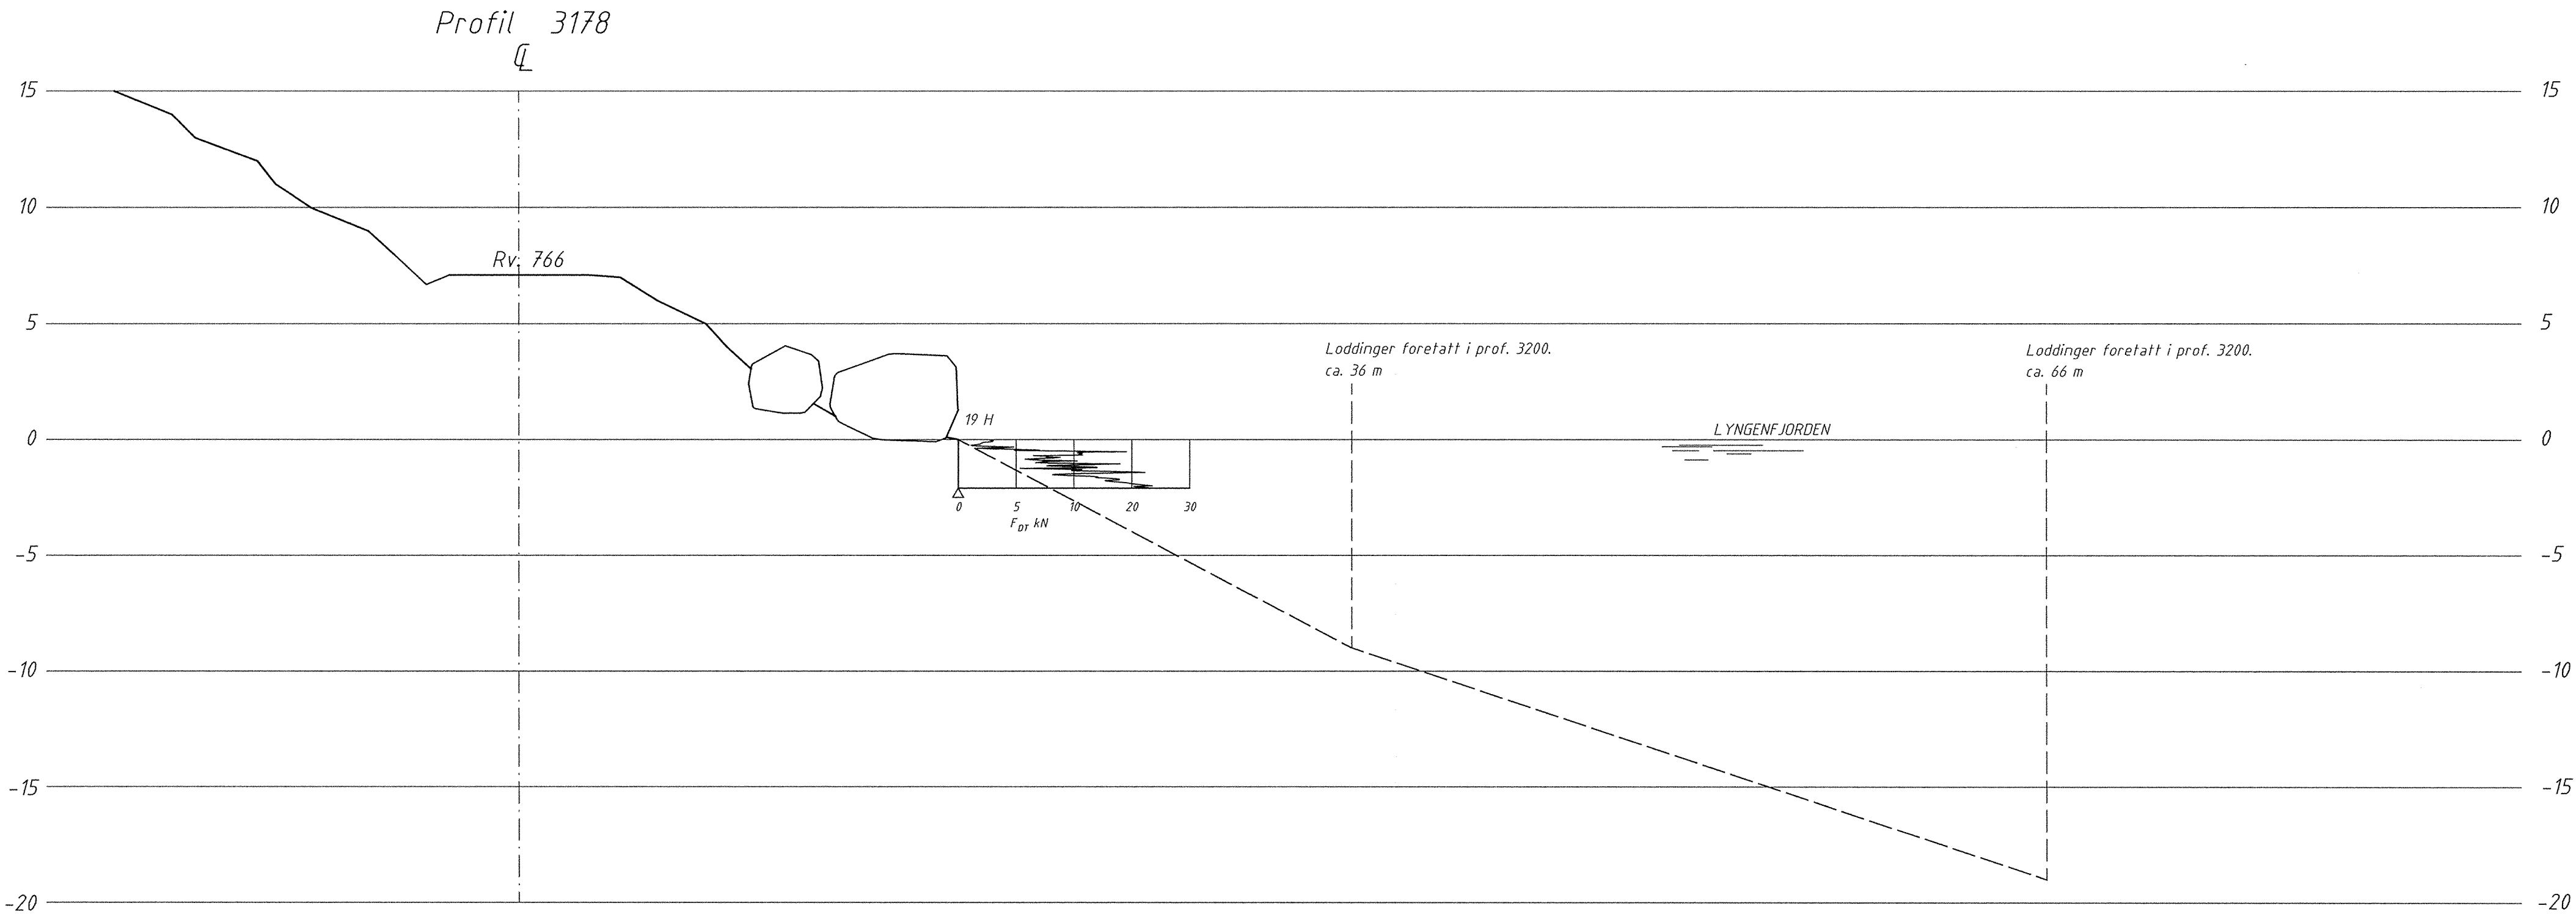 Profil 3178
CL
15 15
10 10
Rv. 766
5 5
Loddinger foretatt i prof. 3200.
ca. 36 m
Loddinger foretatt i prof. 3200.
ca. 66 m
19 H
LYNGENFJORDEN
0 0
0 5 10 20 30
FDT kN
-5 -5
-10 -10
-15 -15
-20 -20